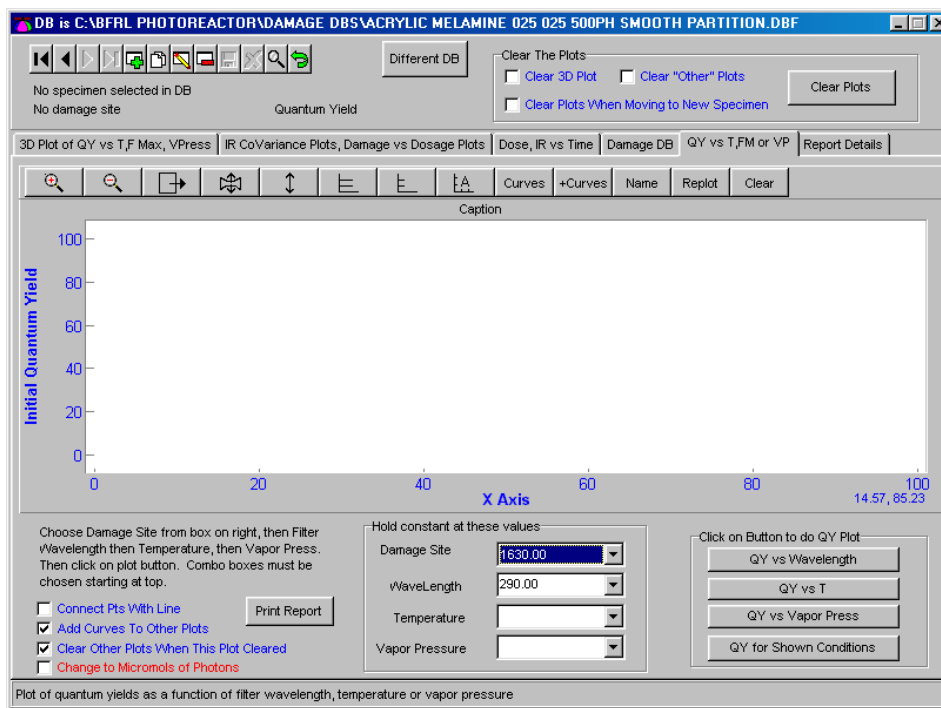 DB is C:\BFRL PHOTOREACTOR\DAMAGE DBS\ACRYLIC MELAMINE 025 025 500PH SMOOTH PARTITION.DBF
Different DB
Clear The Plots
Clear 3D Plot
Clear "Other" Plots
Clear Plots When Moving to New Specimen
Clear Plots
No specimen selected in DB
No damage site
Quantum Yield
3D Plot of QY vs T,F Max, VPress
IR CoVariance Plots, Damage vs Dosage Plots
Dose, IR vs Time
Damage DB
QY vs T,FM or VP
Report Details
A
Curves
+Curves
Name
Replot
Clear
Caption
Initial Quantum Yield
100
80
60
40
20
0
0
20
40
60
80
100
X Axis
14.57, 85.23
Choose Damage Site from box on right, then Filter
Wavelength then Temperature, then Vapor Press.
Then click on plot button. Combo boxes must be
chosen starting at top.
Connect Pts With Line
Add Curves To Other Plots
Clear Other Plots When This Plot Cleared
Change to Micromols of Photons
Print Report
Hold constant at these values
Damage Site
1630.00
WaveLength
290.00
Temperature
Vapor Pressure
Click on Button to do QY Plot
QY vs Wavelength
QY vs T
QY vs Vapor Press
QY for Shown Conditions
Plot of quantum yields as a function of filter wavelength, temperature or vapor pressure